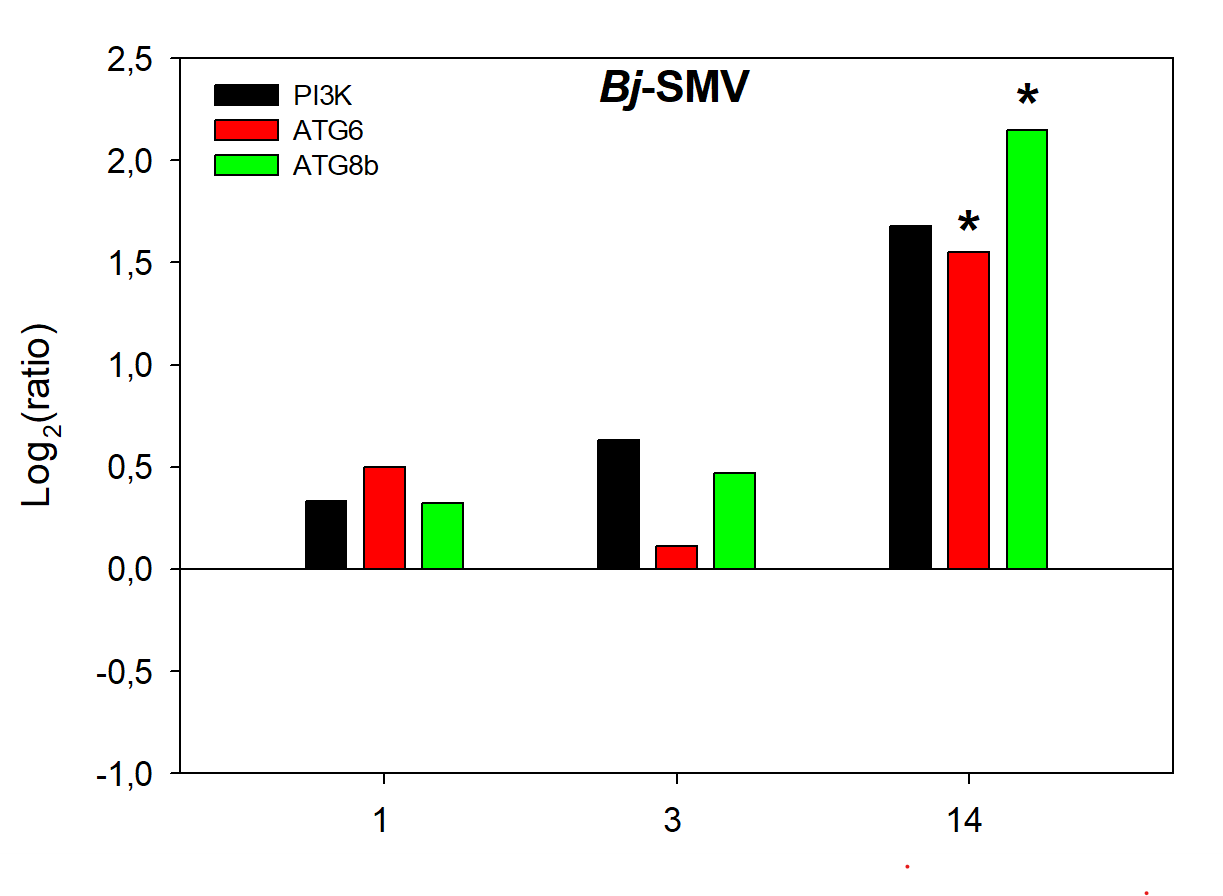 Bj-SMV
PI3K
ATG6
ATG8b
*
*
2,5
2,0
1,5
1,0
0,5
0,0
-0,5
-1,0
Log2(ratio)
1 3 14